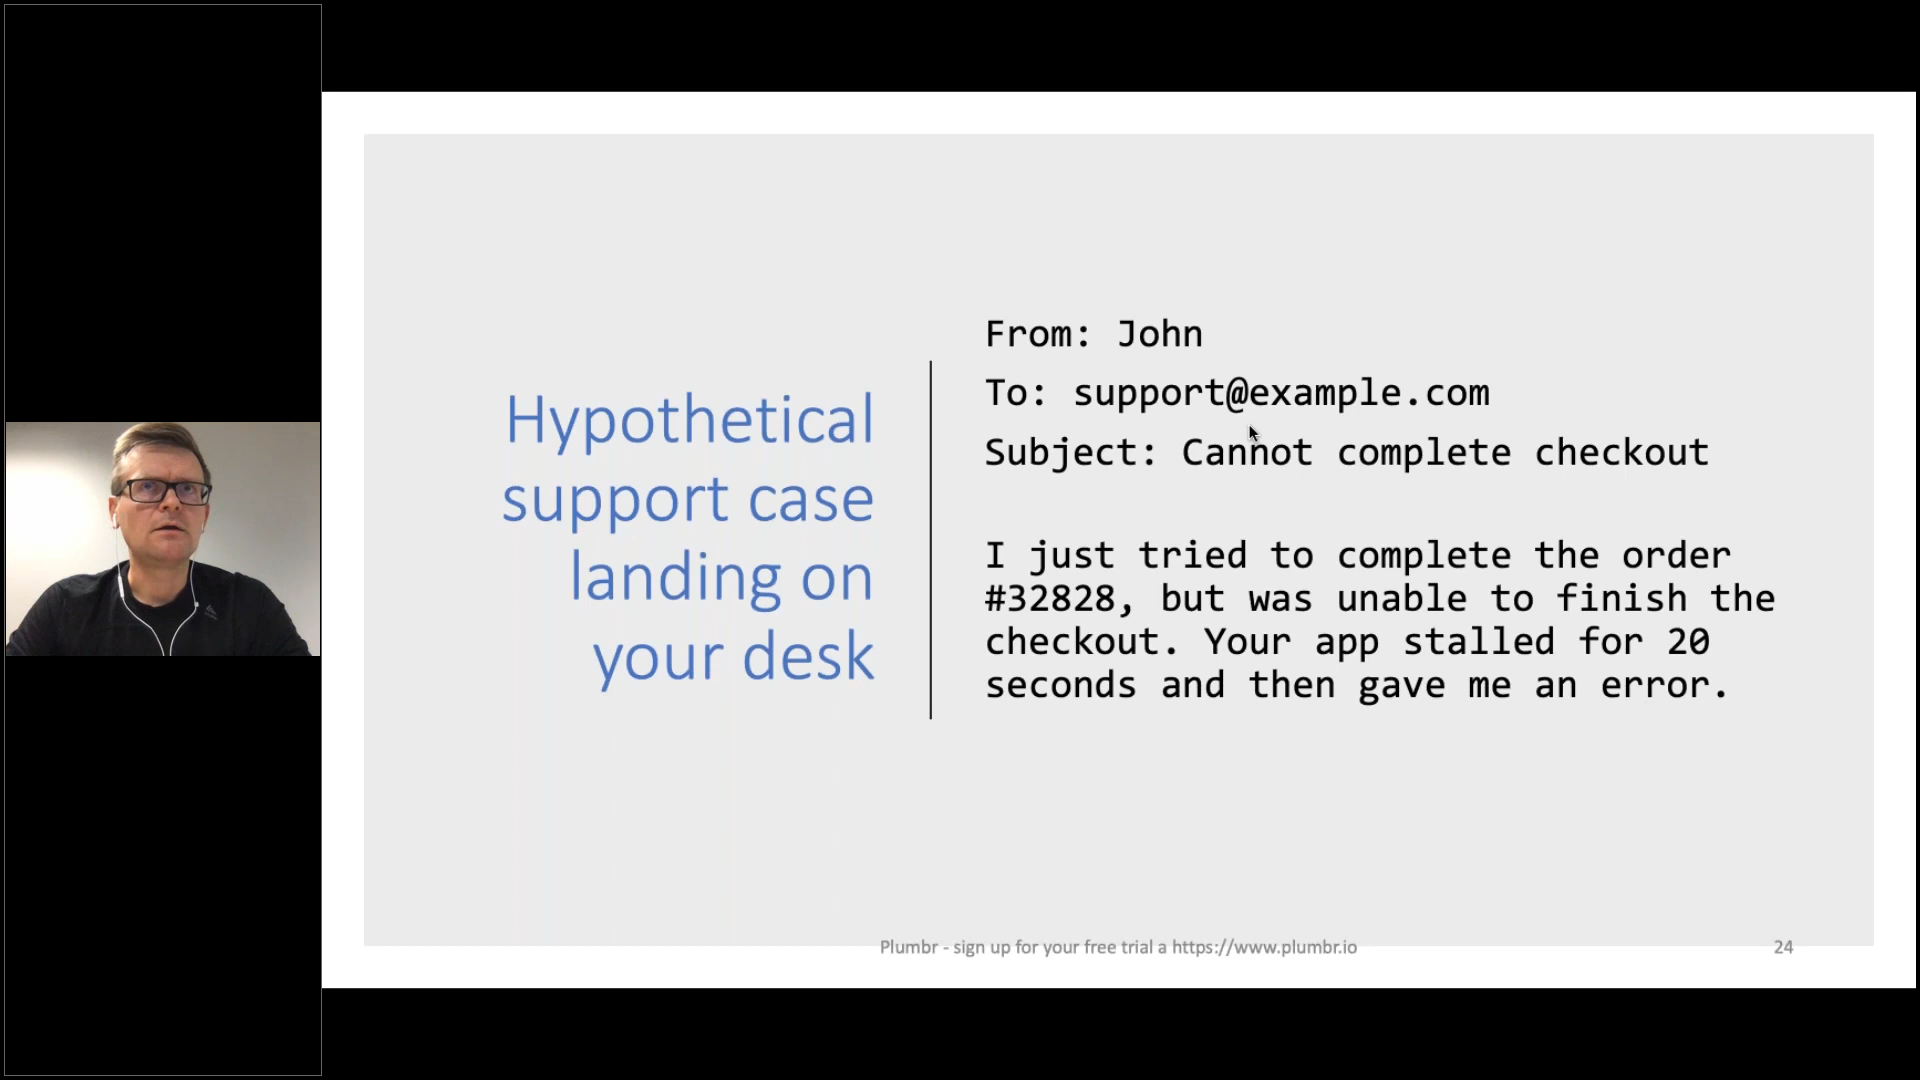 Hypothetical
support case
landing on
your desk
From: John
To: support@example.com
Subject: Cannot complete checkout
I just tried to complete the order
#32828, but was unable to finish the
checkout. Your app stalled for 20
seconds and then gave me an error.
Plumbr - sign up for your free trial a https://www.plumbr.io
24